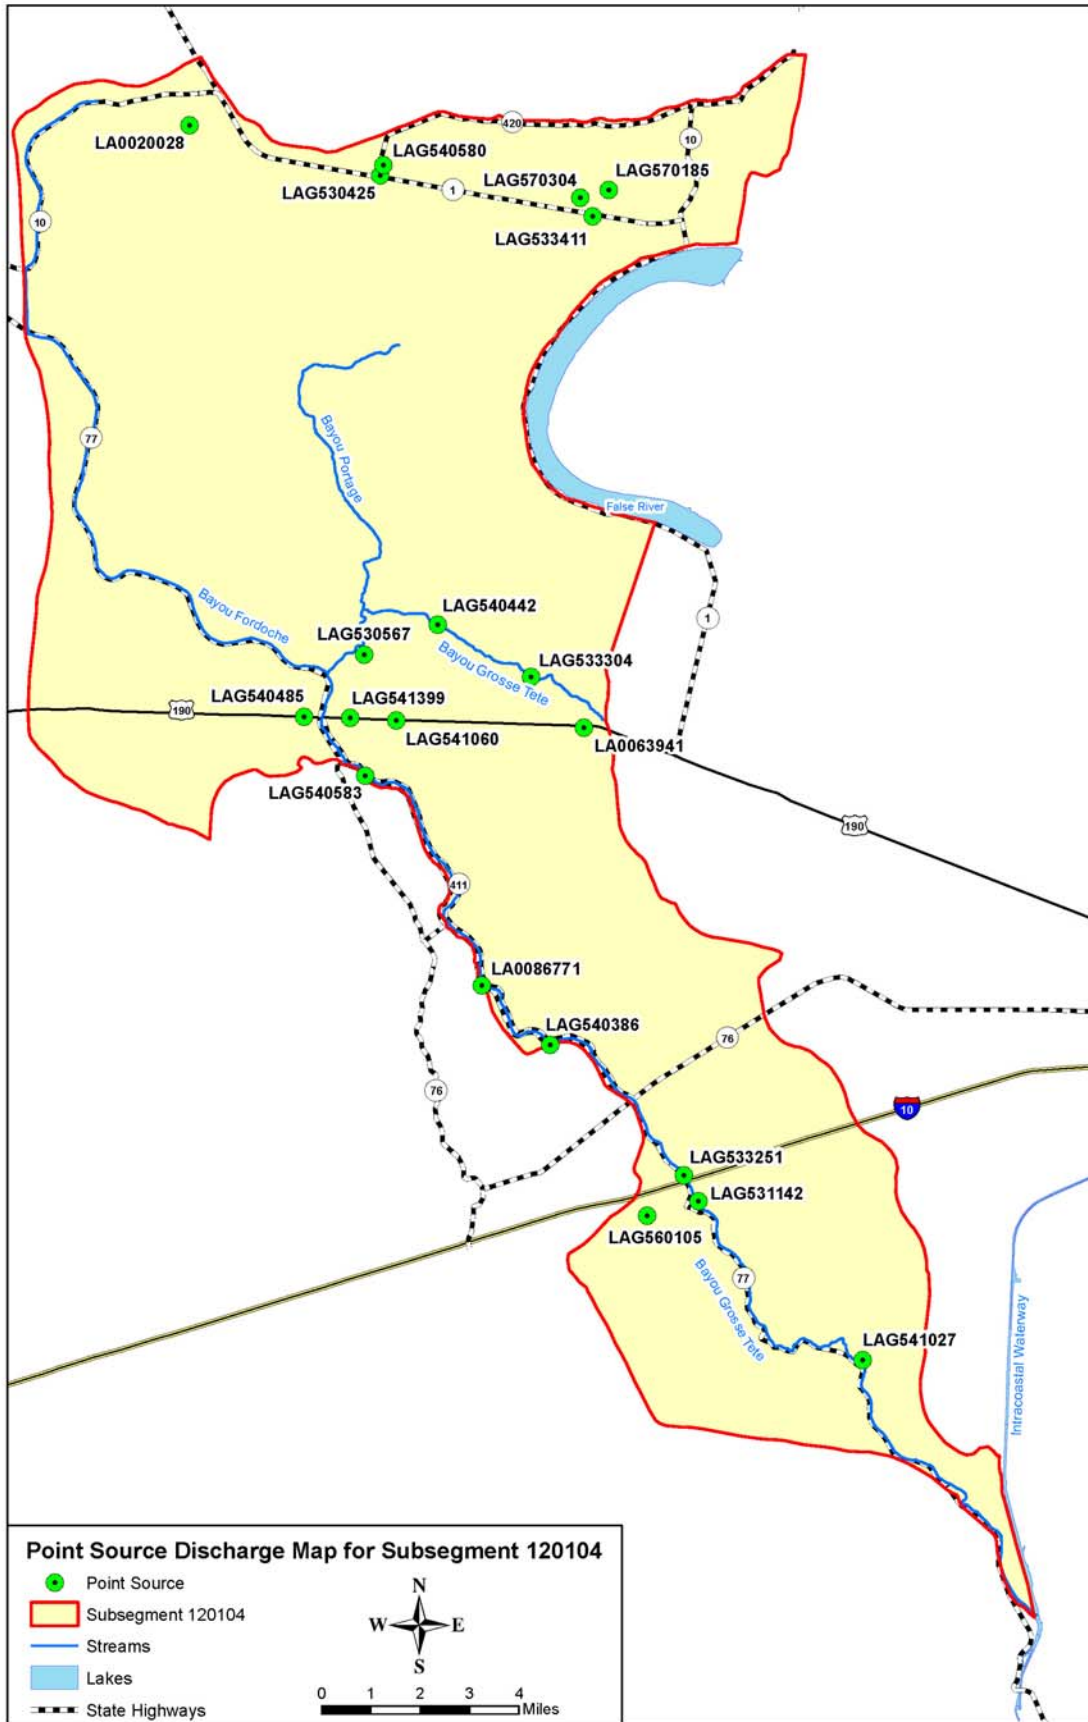 420
10
LA0020028
LAG540580
LAG570185
LAG570304
LAG530425
1
10
LAG533411
77
Bayou Portage
False River
Bayou Fordoche
LAG540442
1
LAG530567
Bayou Grosse Tete
LAG533304
LAG540485
LAG541399
190
LAG541060
LA0063941
LAG540583
190
411
LA0086771
LAG540386
76
76
10
LAG533251
LAG531142
LAG560105
77
Bayou Grosse Tete
LAG541027
Intracoastal Waterway
Point Source Discharge Map for Subsegment 120104
Point Source
Subsegment 120104
Streams
Lakes
State Highways
N
W E
S
0 1 2 3 4
Miles